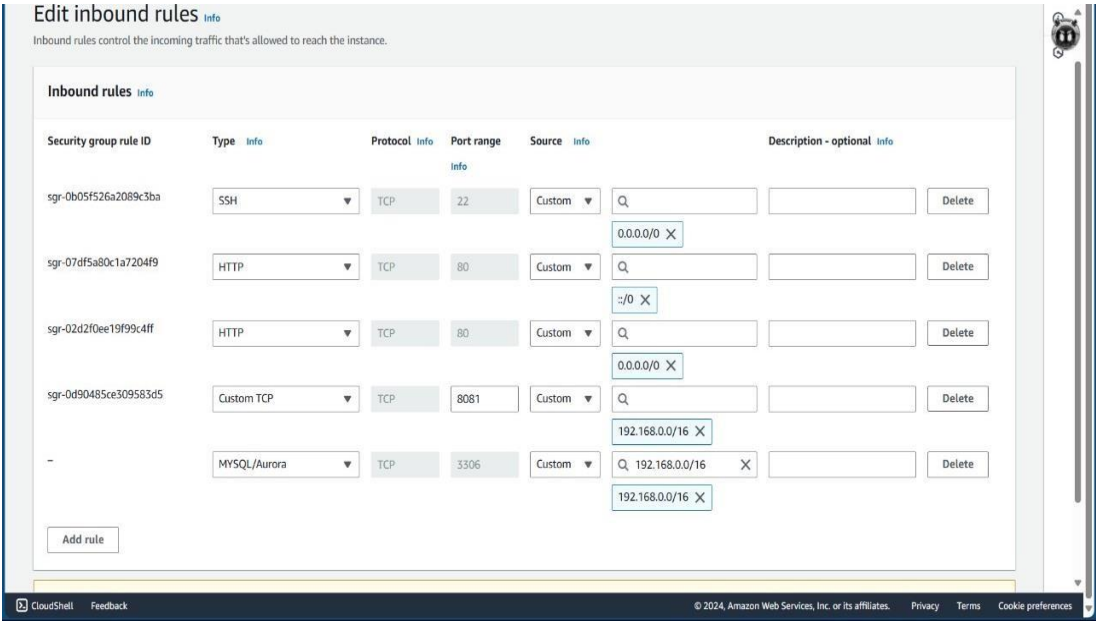 Edit inbound rules Info
Inbound rules control the incoming traffic that's allowed to reach the instance.
Inbound rules Info
Security group rule ID Type Info Protocol Info Port range Info Source Info Description - optional Info
sgr-0b05f526a2089c3ba SSH TCP 22 Custom Delete
0.0.0.0/0
sgr-07df5a80c1a7204f9 HTTP TCP 80 Custom Delete
::/0
sgr-02d2f0ee19f99c4ff HTTP TCP 80 Custom Delete
0.0.0.0/0
sgr-0d90485ce309583d5 Custom TCP TCP 8081 Custom Delete
192.168.0.0/16
– MYSQL/Aurora TCP 3306 Custom 192.168.0.0/16 Delete
192.168.0.0/16
Add rule
CloudShell Feedback © 2024, Amazon Web Services, Inc. or its affiliates. Privacy Terms Cookie preferences